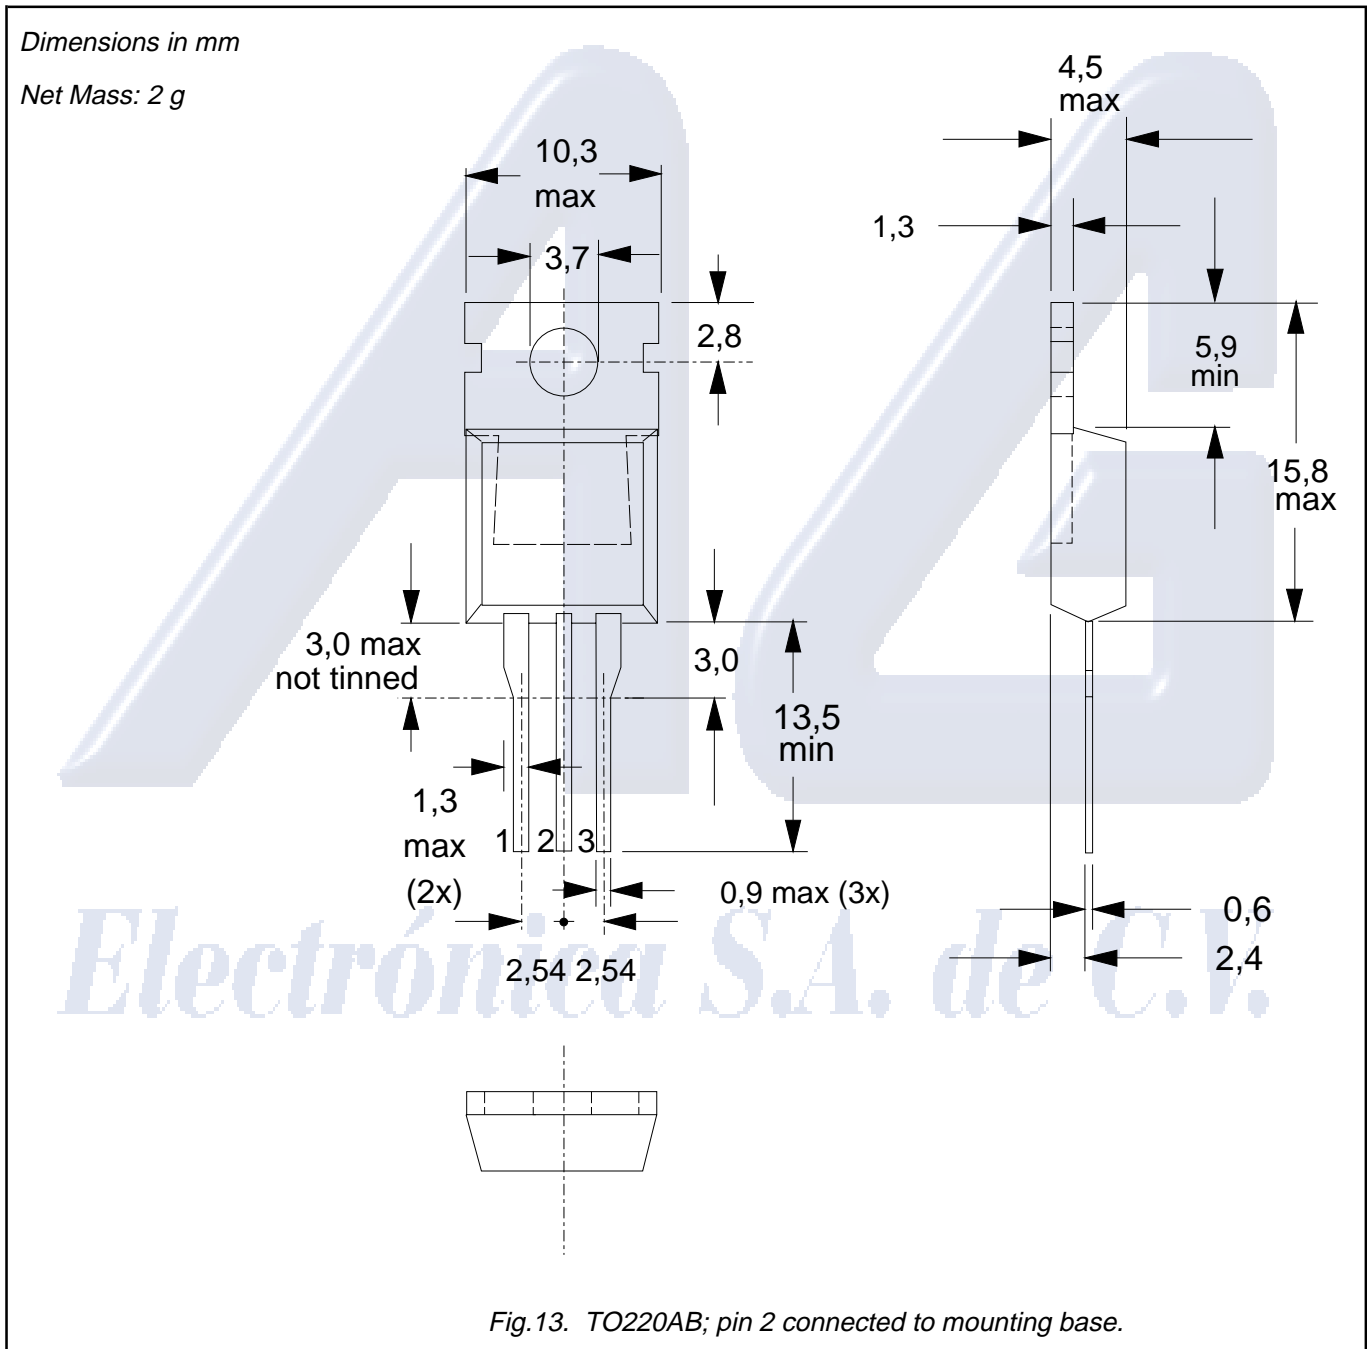 Dimensions in mm
Net Mass: 2 g
4,5
max
10,3
max
1,3
3,7
2,8
5,9
min
15,8
max
3,0 max
not tinned
3,0
13,5
min
1,3
max
(2x)
1 2 3
0,9 max (3x)
0,6
2,4
2,54 2,54
AG
Electrónica S.A. de C.V.
Fig.13. TO220AB; pin 2 connected to mounting base.